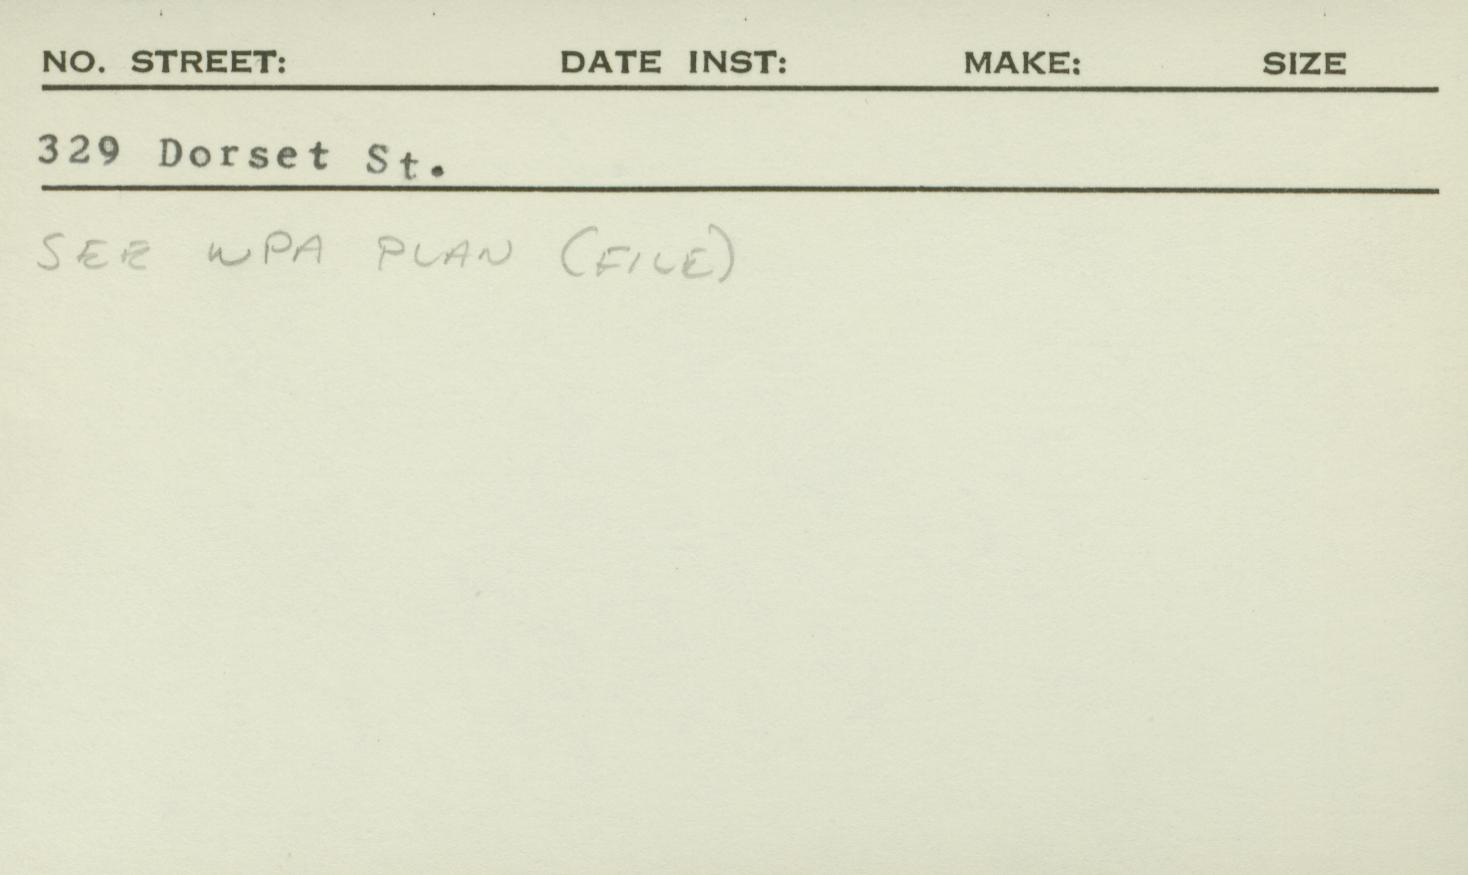 NO. STREET: DATE INST: MAKE: SIZE
329 Dorset St.
SEE WPA PLAN (FILE)